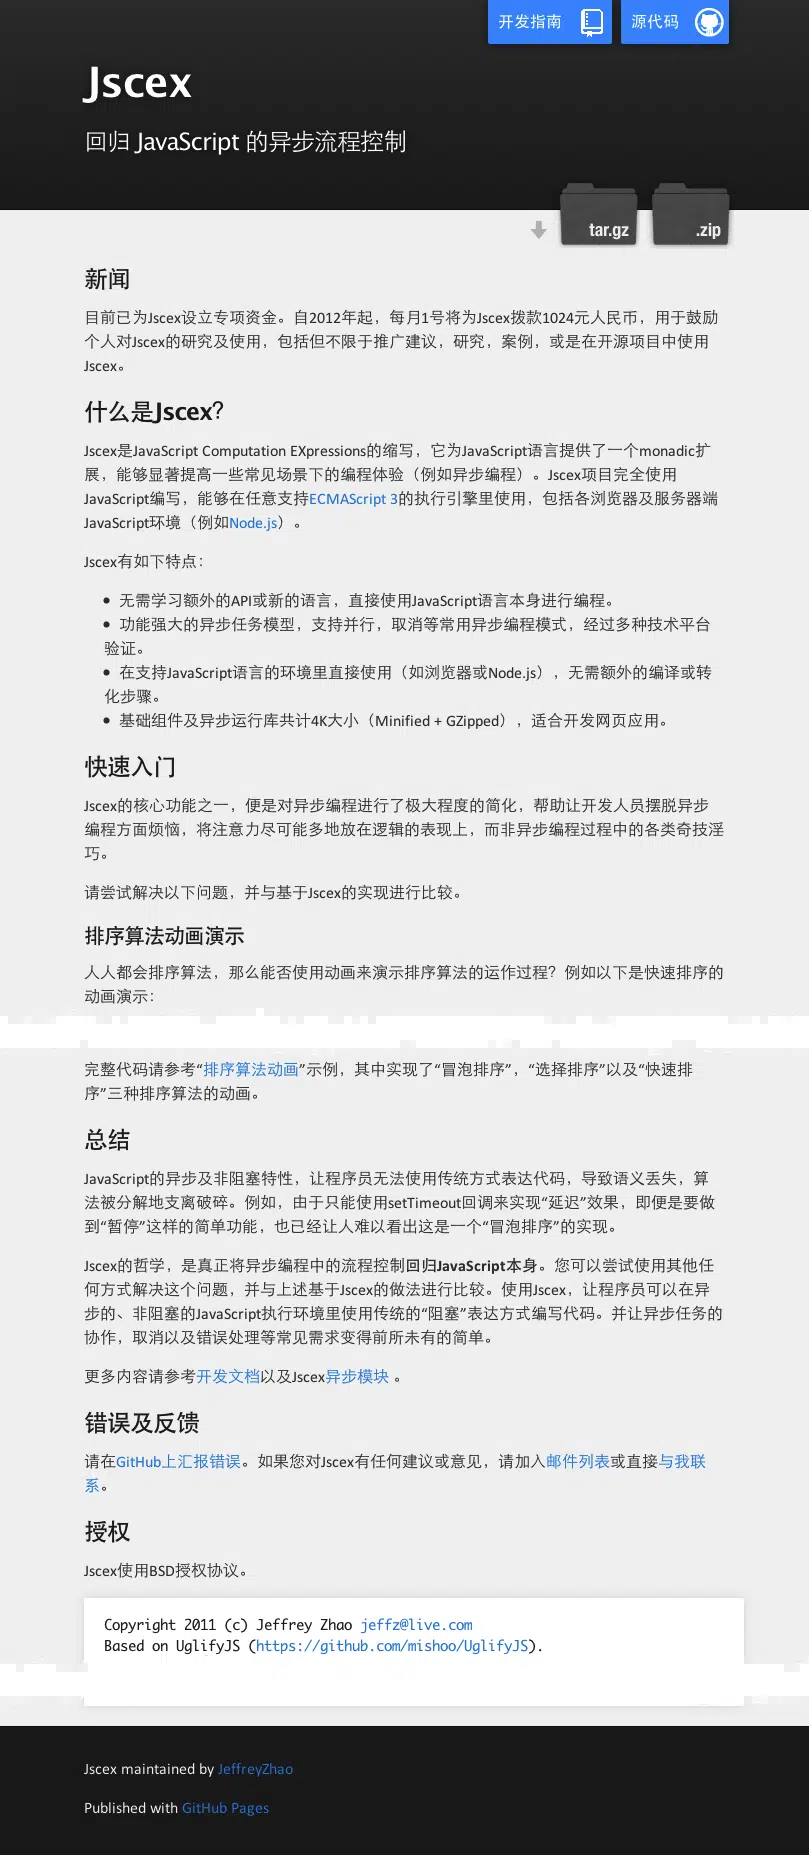 开发指南
源代码
Jscex
回归 JavaScript 的异步流程控制
tar.gz
.zip
新闻
目前已为Jscex设立专项资金。自2012年起，每月1号将为Jscex拨款1024元人民币，用于鼓励
个人对Jscex的研究及使用，包括但不限于推广建议，研究，案例，或是在开源项目中使用
Jscex。
什么是Jscex？
Jscex是JavaScript Computation EXpressions的缩写，它为JavaScript语言提供了一个monadic扩
展，能够显著提高一些常见场景下的编程体验（例如异步编程）。Jscex项目完全使用
JavaScript编写，能够在任意支持ECMAScript 3的执行引擎里使用，包括各浏览器及服务器端
JavaScript环境（例如Node.js）。
Jscex有如下特点：
• 无需学习额外的API或新的语言，直接使用JavaScript语言本身进行编程。
• 功能强大的异步任务模型，支持并行，取消等常用异步编程模式，经过多种技术平台
验证。
• 在支持JavaScript语言的环境里直接使用（如浏览器或Node.js），无需额外的编译或转
化步骤。
• 基础组件及异步运行库共计4K大小（Minified + GZipped），适合开发网页应用。
快速入门
Jscex的核心功能之一，便是对异步编程进行了极大程度的简化，帮助让开发人员摆脱异步
编程方面烦恼，将注意力尽可能多地放在逻辑的表现上，而非异步编程过程中的各类奇技淫
巧。
请尝试解决以下问题，并与基于Jscex的实现进行比较。
排序算法动画演示
人人都会排序算法，那么能否使用动画来演示排序算法的运作过程？例如以下是快速排序的
动画演示：
完整代码请参考“排序算法动画”示例，其中实现了“冒泡排序”，“选择排序”以及“快速排
序”三种排序算法的动画。
总结
JavaScript的异步及非阻塞特性，让程序员无法使用传统方式表达代码，导致语义丢失，算
法被分解地支离破碎。例如，由于只能使用setTimeout回调来实现“延迟”效果，即便是要做
到“暂停”这样的简单功能，也已经让人难以看出这是一个“冒泡排序”的实现。
Jscex的哲学，是真正将异步编程中的流程控制回归JavaScript本身。您可以尝试使用其他任
何方式解决这个问题，并与上述基于Jscex的做法进行比较。使用Jscex，让程序员可以在异
步的、非阻塞的JavaScript执行环境里使用传统的“阻塞”表达方式编写代码。并让异步任务的
协作，取消以及错误处理等常见需求变得前所未有的简单。
更多内容请参考开发文档以及Jscex异步模块 。
错误及反馈
请在GitHub上汇报错误。如果您对Jscex有任何建议或意见，请加入邮件列表或直接与我联
系。
授权
Jscex使用BSD授权协议。
Copyright 2011 (c) Jeffrey Zhao jeffz@live.com
Based on UglifyJS (https://github.com/mishoo/UglifyJS).
Jscex maintained by JeffreyZhao
Published with GitHub Pages